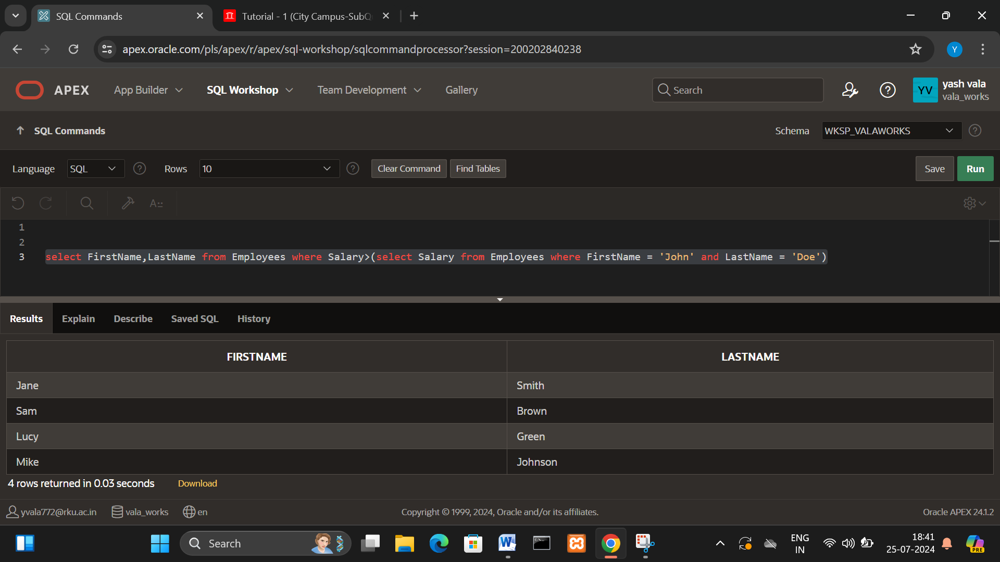 SQL Commands
Tutorial - 1 (City Campus-SubQ
apex.oracle.com/pls/apex/r/apex/sql-workshop/sqlcommandprocessor?session=200202840238
Y
APEX
App Builder
SQL Workshop
Team Development
Gallery
Search
YV
yash vala
vala_works
SQL Commands
Schema
WKSP_VALAWORKS
Language
SQL
Rows
10
Clear Command
Find Tables
Save
Run
1
2
3 select FirstName,LastName from Employees where Salary>(select Salary from Employees where FirstName = 'John' and LastName = 'Doe')
Results
Explain
Describe
Saved SQL
History
FIRSTNAME LASTNAME
Jane Smith
Sam Brown
Lucy Green
Mike Johnson
4 rows returned in 0.03 seconds
Download
yvala772@rku.ac.in
vala_works
en
Copyright © 1999, 2024, Oracle and/or its affiliates.
Oracle APEX 24.1.2
Search
ENG
IN
18:41
25-07-2024
PRE